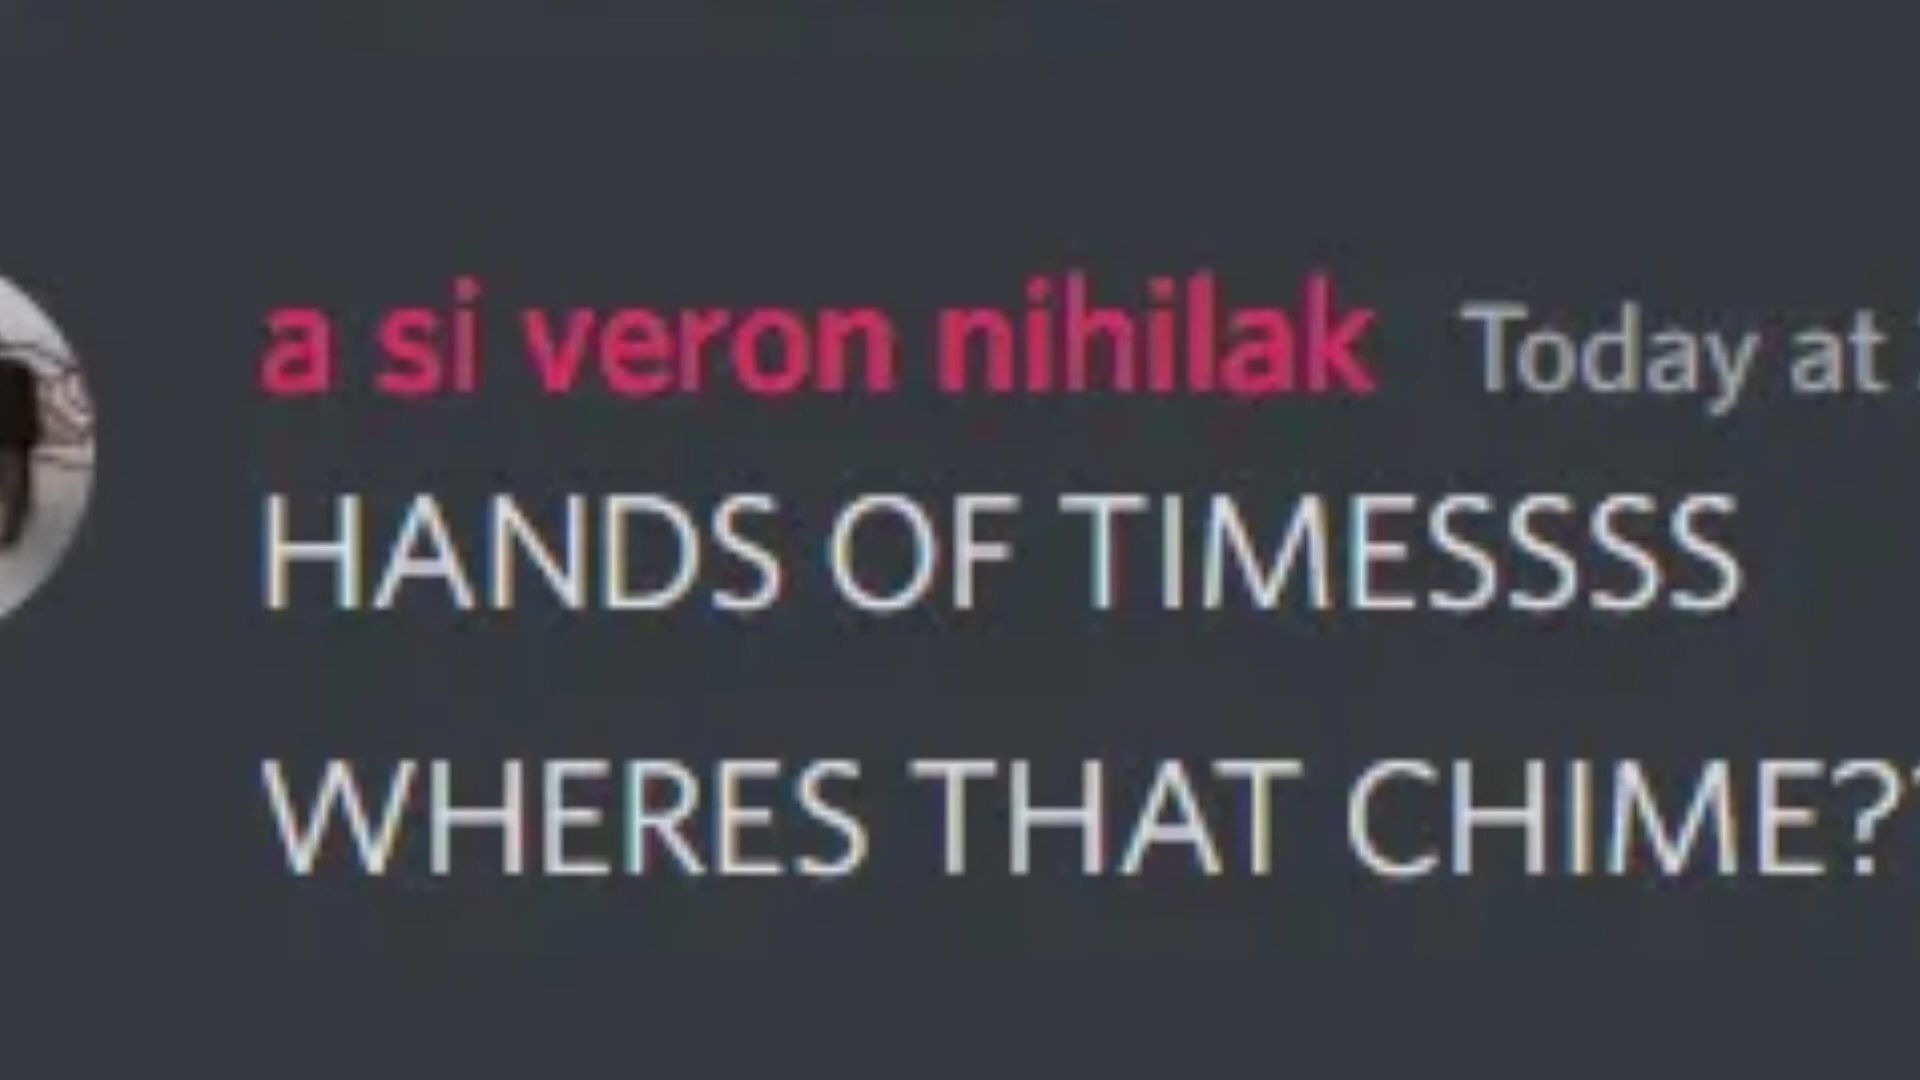 a si veron nihilak Today at
HANDS OF TIMESSSS
WHERES THAT CHIME?